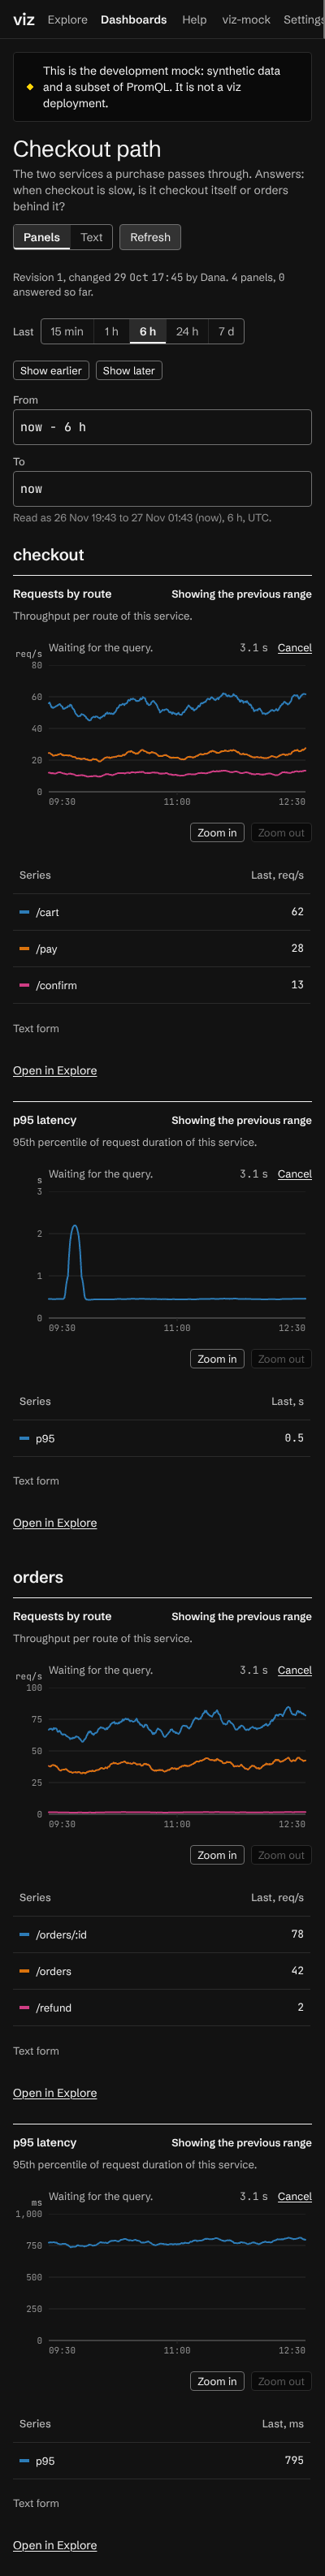 viz Explore Dashboards Help viz-mock Settings
This is the development mock: synthetic data
and a subset of PromQL. It is not a viz
deployment.
Checkout path
The two services a purchase passes through. Answers:
when checkout is slow, is it checkout itself or orders
behind it?
Panels Text Refresh
Revision 1, changed 29 Oct 17:45 by Dana. 4 panels, 0
answered so far.
Last 15 min 1 h 6 h 24 h 7 d
Show earlier Show later
From
now - 6 h
To
now
Read as 26 Nov 19:43 to 27 Nov 01:43 (now), 6 h, UTC.
checkout
Requests by route Showing the previous range
Throughput per route of this service.
Waiting for the query. 3.1 s Cancel
req/s
80
60
40
20
0
09:30 11:00 12:30
Zoom in Zoom out
Series Last, req/s
/cart 62
/pay 28
/confirm 13
Text form
Open in Explore
p95 latency Showing the previous range
95th percentile of request duration of this service.
Waiting for the query. 3.1 s Cancel
s
3
2
1
0
09:30 11:00 12:30
Zoom in Zoom out
Series Last, s
p95 0.5
Text form
Open in Explore
orders
Requests by route Showing the previous range
Throughput per route of this service.
Waiting for the query. 3.1 s Cancel
req/s
100
75
50
25
0
09:30 11:00 12:30
Zoom in Zoom out
Series Last, req/s
/orders/:id 78
/orders 42
/refund 2
Text form
Open in Explore
p95 latency Showing the previous range
95th percentile of request duration of this service.
Waiting for the query. 3.1 s Cancel
ms
1,000
750
500
250
0
09:30 11:00 12:30
Zoom in Zoom out
Series Last, ms
p95 795
Text form
Open in Explore